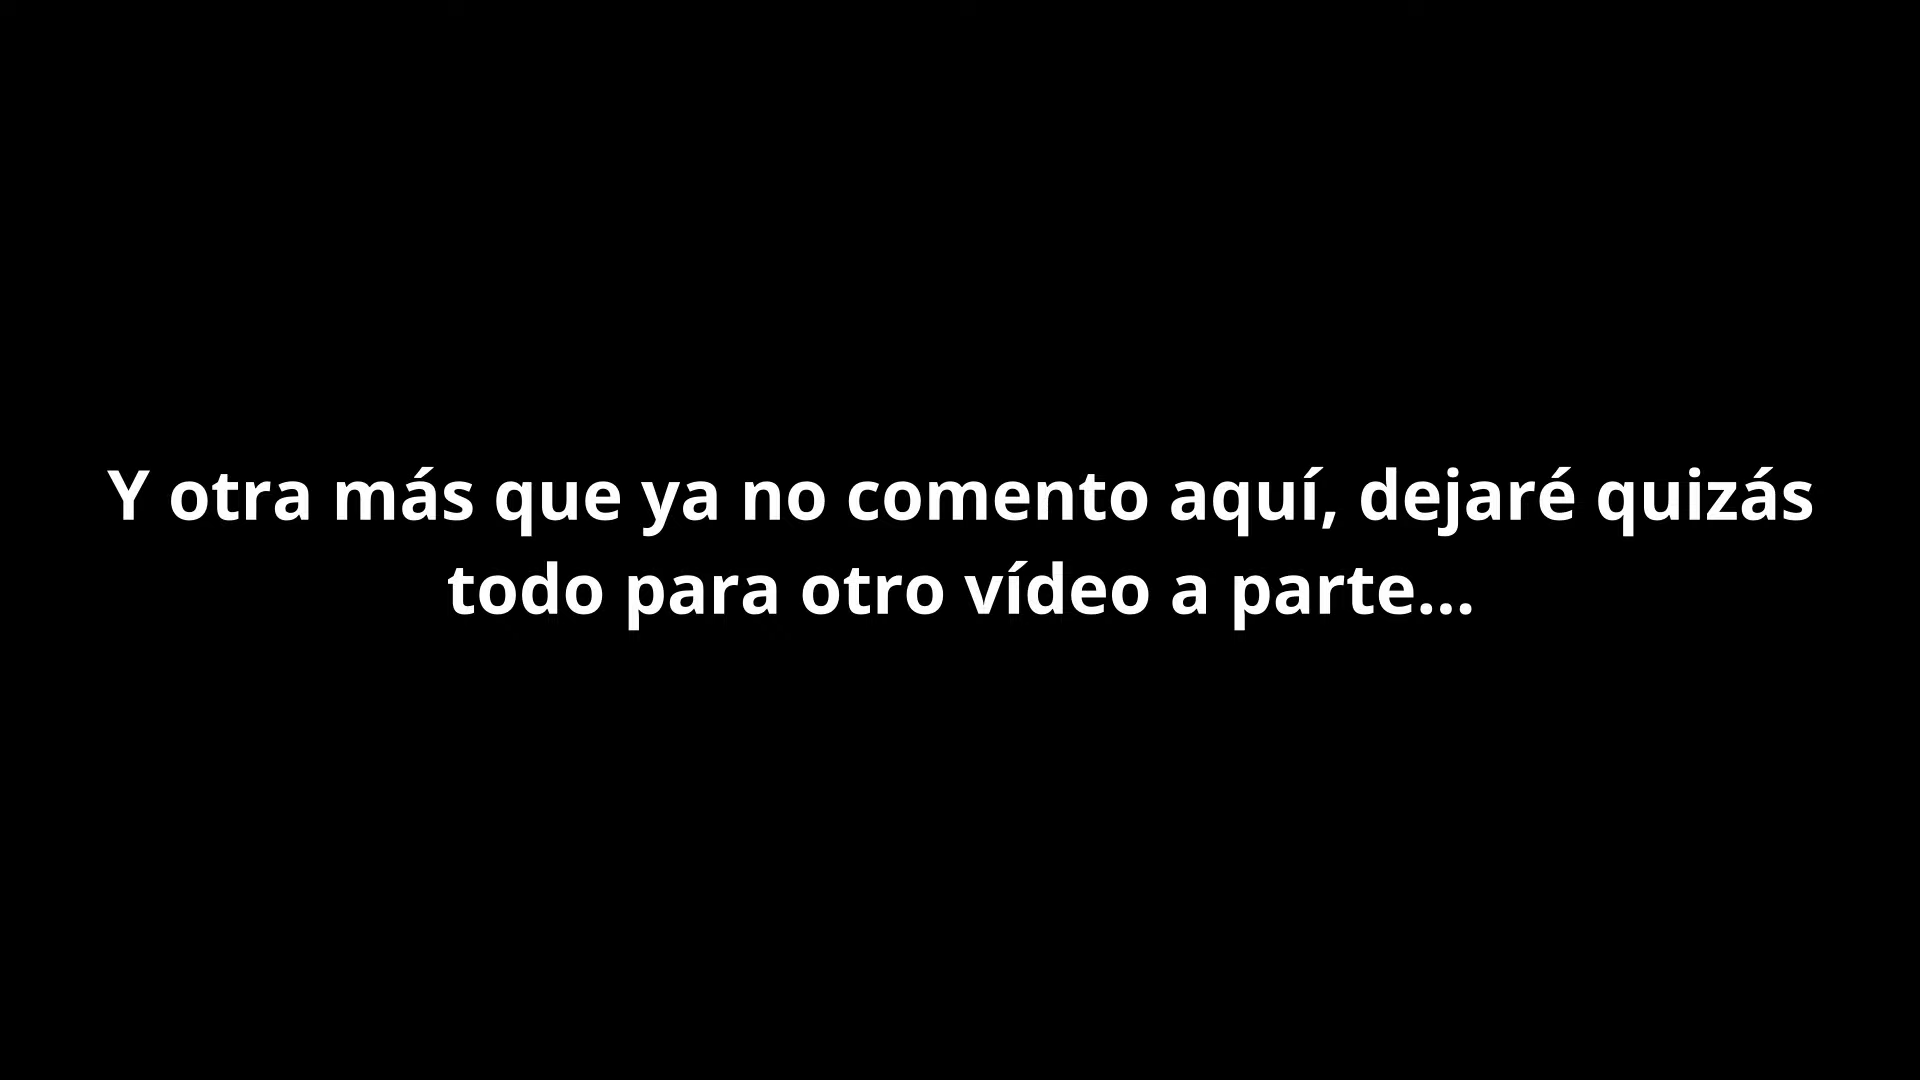 Y otra más que ya no comento aquí, dejaré quizás
todo para otro vídeo a parte...